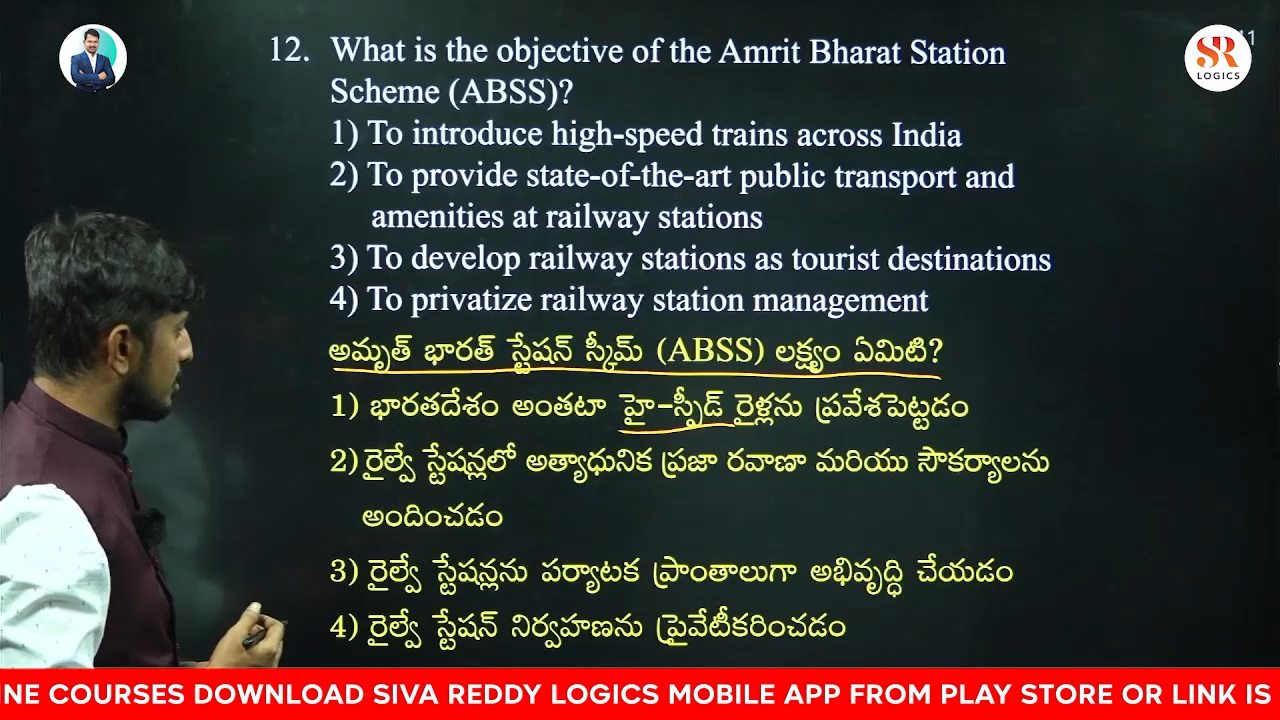 SR
LOGICS
12. What is the objective of the Amrit Bharat Station
Scheme (ABSS)?
1) To introduce high-speed trains across India
2) To provide state-of-the-art public transport and
amenities at railway stations
3) To develop railway stations as tourist destinations
4) To privatize railway station management
అమృత్ భారత్ స్టేషన్ స్కీమ్ (ABSS) లక్ష్యం ఏమిటి?
1) భారతదేశం అంతటా హై-స్పీడ్ రైళ్లను ప్రవేశపెట్టడం
2) రైల్వే స్టేషన్లలో అత్యాధునిక ప్రజా రవాణా మరియు సౌకర్యాలను
అందించడం
3) రైల్వే స్టేషన్లను పర్యాటక ప్రాంతాలుగా అభివృద్ధి చేయడం
4) రైల్వే స్టేషన్ నిర్వహణను ప్రైవేటీకరించడం
INE COURSES DOWNLOAD SIVA REDDY LOGICS MOBILE APP FROM PLAY STORE OR LINK IS